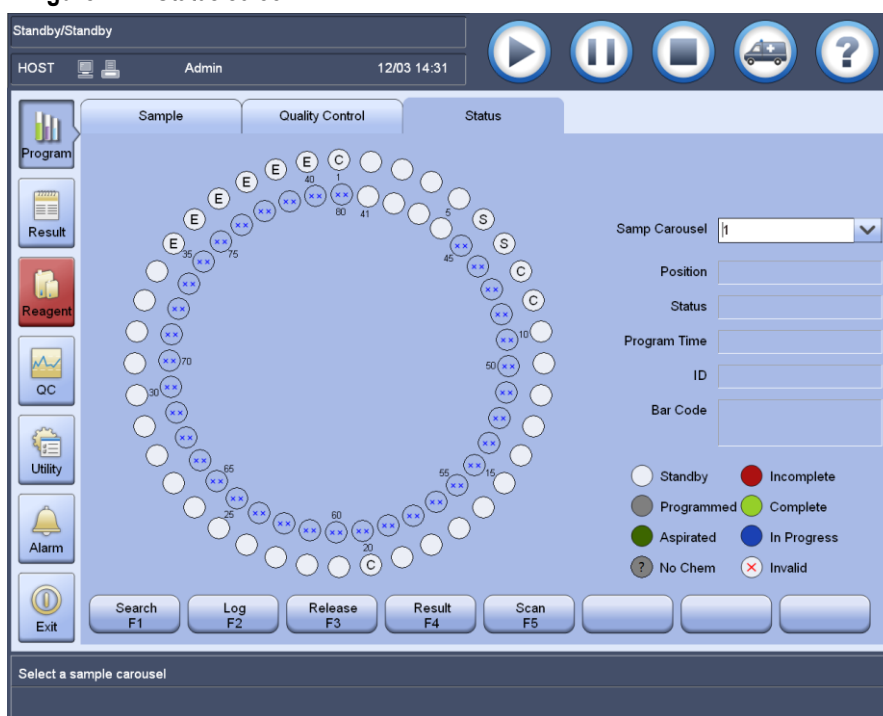 Standby/Standby
HOST Admin 12/03 14:31
Sample Quality Control Status
Program
Result
Reagent
QC
Utility
Alarm
Exit
E E E E E E C S S C C C
1 5 10 15 20 25 30 35 40
41 45 50 55 60 65 70 75 80
Samp Carousel 1
Position
Status
Program Time
ID
Bar Code
Standby Incomplete
Programmed Complete
Aspirated In Progress
? No Chem Invalid
Search Log Release Result Scan
F1 F2 F3 F4 F5
Select a sample carousel